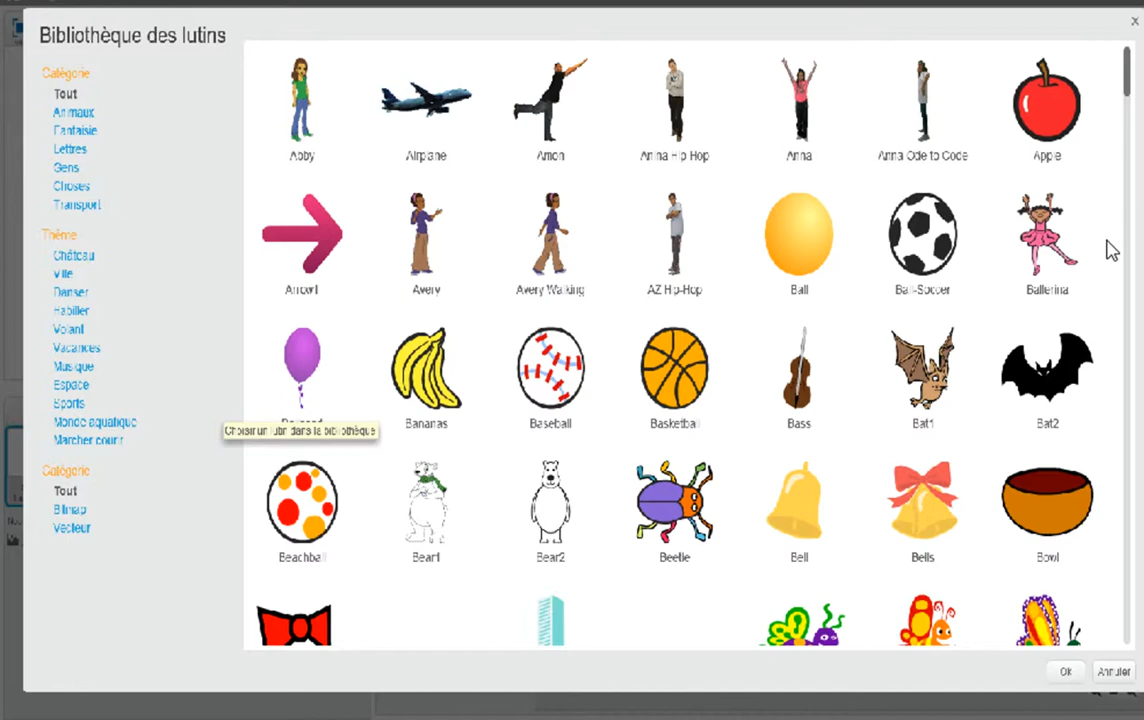 Bibliothèque des lutins
Catégorie
Tout
Animaux
Fantaisie
Lettres
Gens
Choses
Transport
Thème
Château
Ville
Danser
Habiller
Volant
Vacances
Musique
Espace
Sports
Monde aquatique
Marcher courir
Catégorie
Tout
Bitmap
Vecteur
Abby Airplane Amon Anina Hip Hop Anna Anna Ode to Code Apple
Arrow1 Avery Avery Walking AZ Hip-Hop Ball Ball-Soccer Ballerina
Bananas Baseball Basketball Bass Bat1 Bat2
Choisir un lutin dans la bibliothèque
Beachball Bear1 Bear2 Beetle Bell Bells Bowl
Ok Annuler